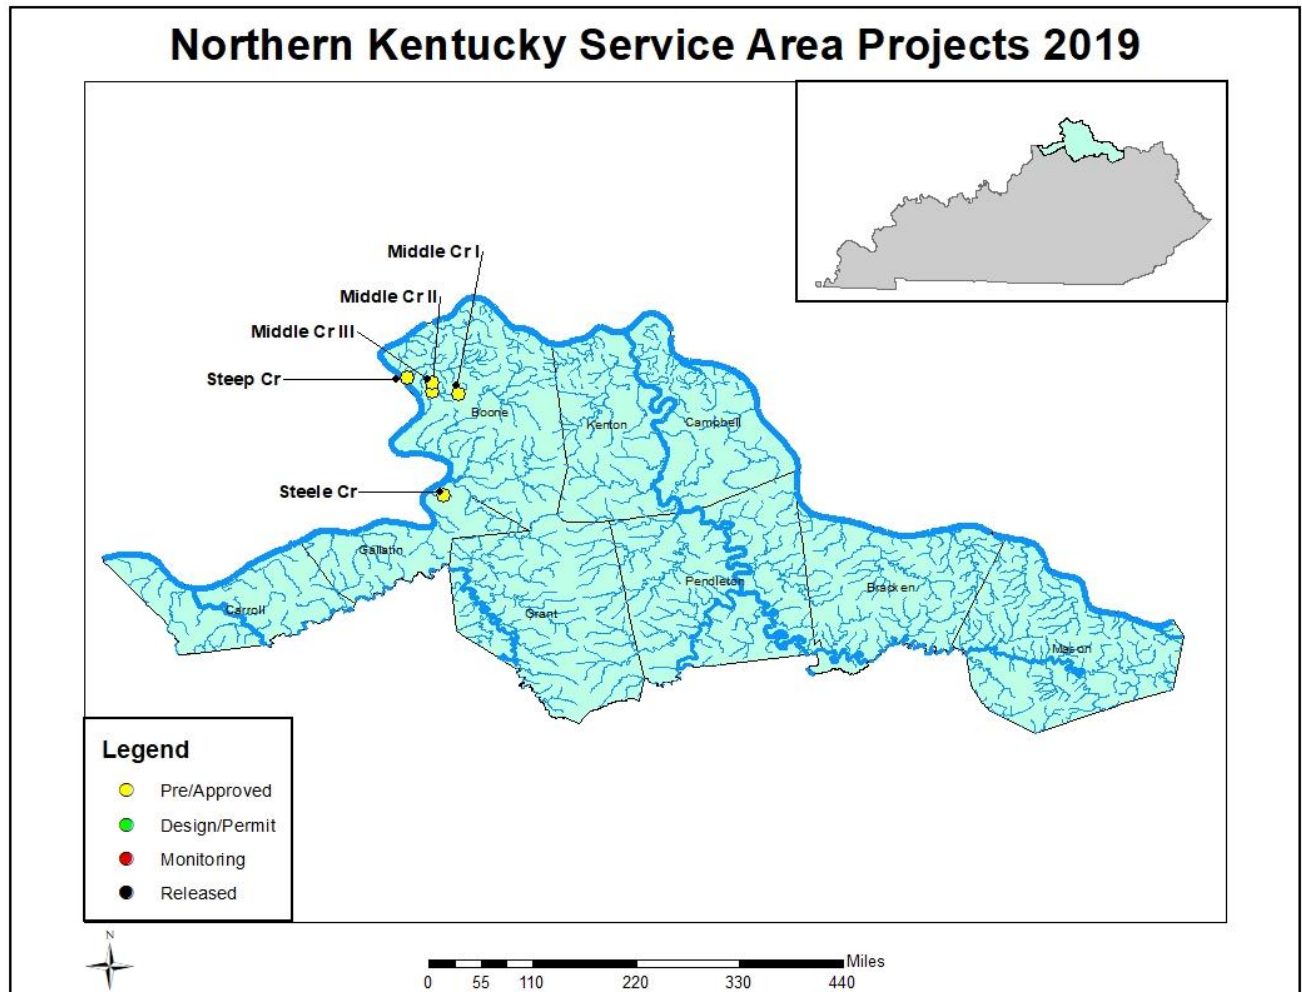 Northern Kentucky Service Area Projects 2019
Middle Cr I
Middle Cr II
Middle Cr III
Steep Cr
Boone
Kenton
Campbell
Steele Cr
Gallatin
Carroll
Grant
Pendleton
Bracken
Mason
Legend
Pre/Approved
Design/Permit
Monitoring
Released
N
Miles
0 55 110 220 330 440